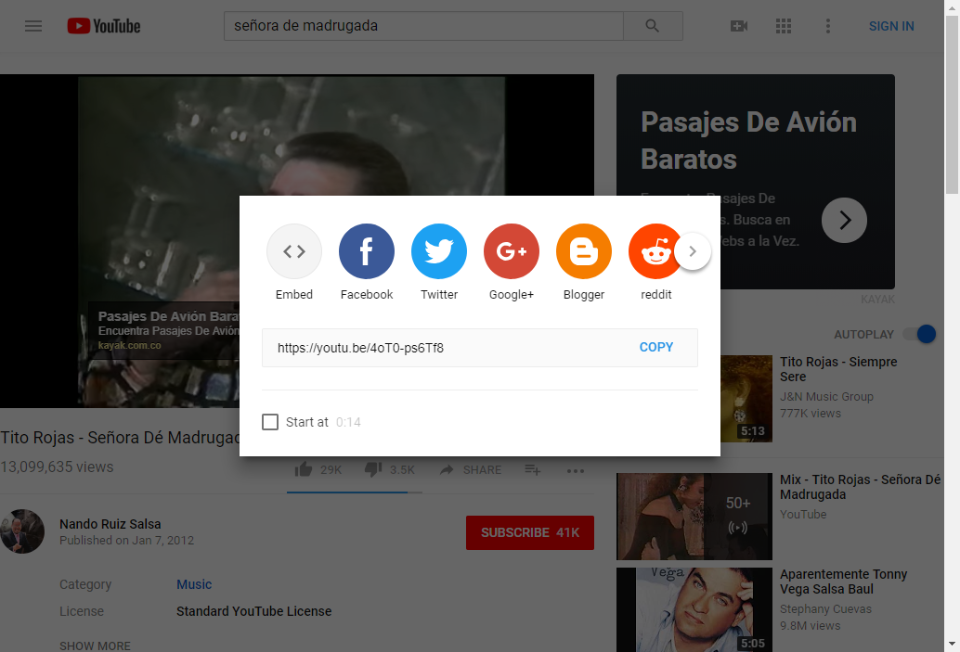 YouTube
señora de madrugada
SIGN IN
Pasajes De Avión
Baratos
Pasajes De
s. Busca en
Webs a la Vez.
KAYAK
Pasajes De Avión Bara
Encuentra Pasajes De Avión
kayak.com.co
Embed
Facebook
Twitter
Google+
Blogger
reddit
https://youtu.be/4oT0-ps6Tf8
COPY
Start at 0:14
AUTOPLAY
Tito Rojas - Siempre
Sere
J&N Music Group
777K views
5:13
Tito Rojas - Señora Dé Madrugad
13,099,635 views
29K
3.5K
SHARE
Nando Ruiz Salsa
Published on Jan 7, 2012
SUBSCRIBE 41K
Category
Music
License
Standard YouTube License
SHOW MORE
50+
Mix - Tito Rojas - Señora Dé
Madrugada
YouTube
Vega
5:05
Aparentemente Tonny
Vega Salsa Baul
Stephany Cuevas
9.8M views